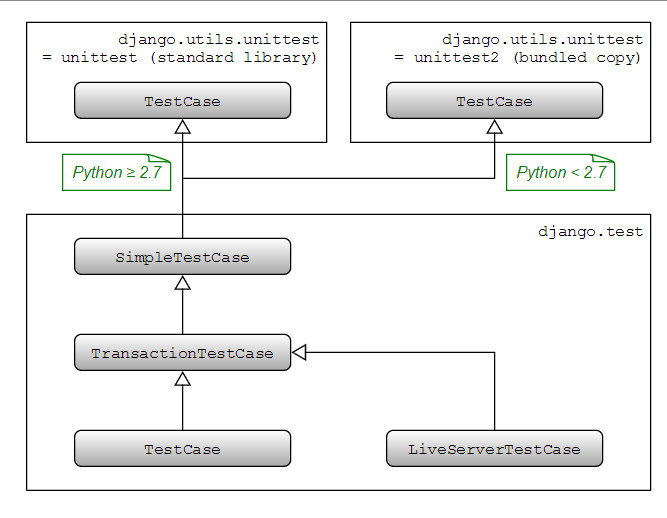 django.utils.unittest
= unittest (standard library)
TestCase
django.utils.unittest
= unittest2 (bundled copy)
TestCase
Python ≥ 2.7
Python < 2.7
django.test
SimpleTestCase
TransactionTestCase
TestCase
LiveServerTestCase